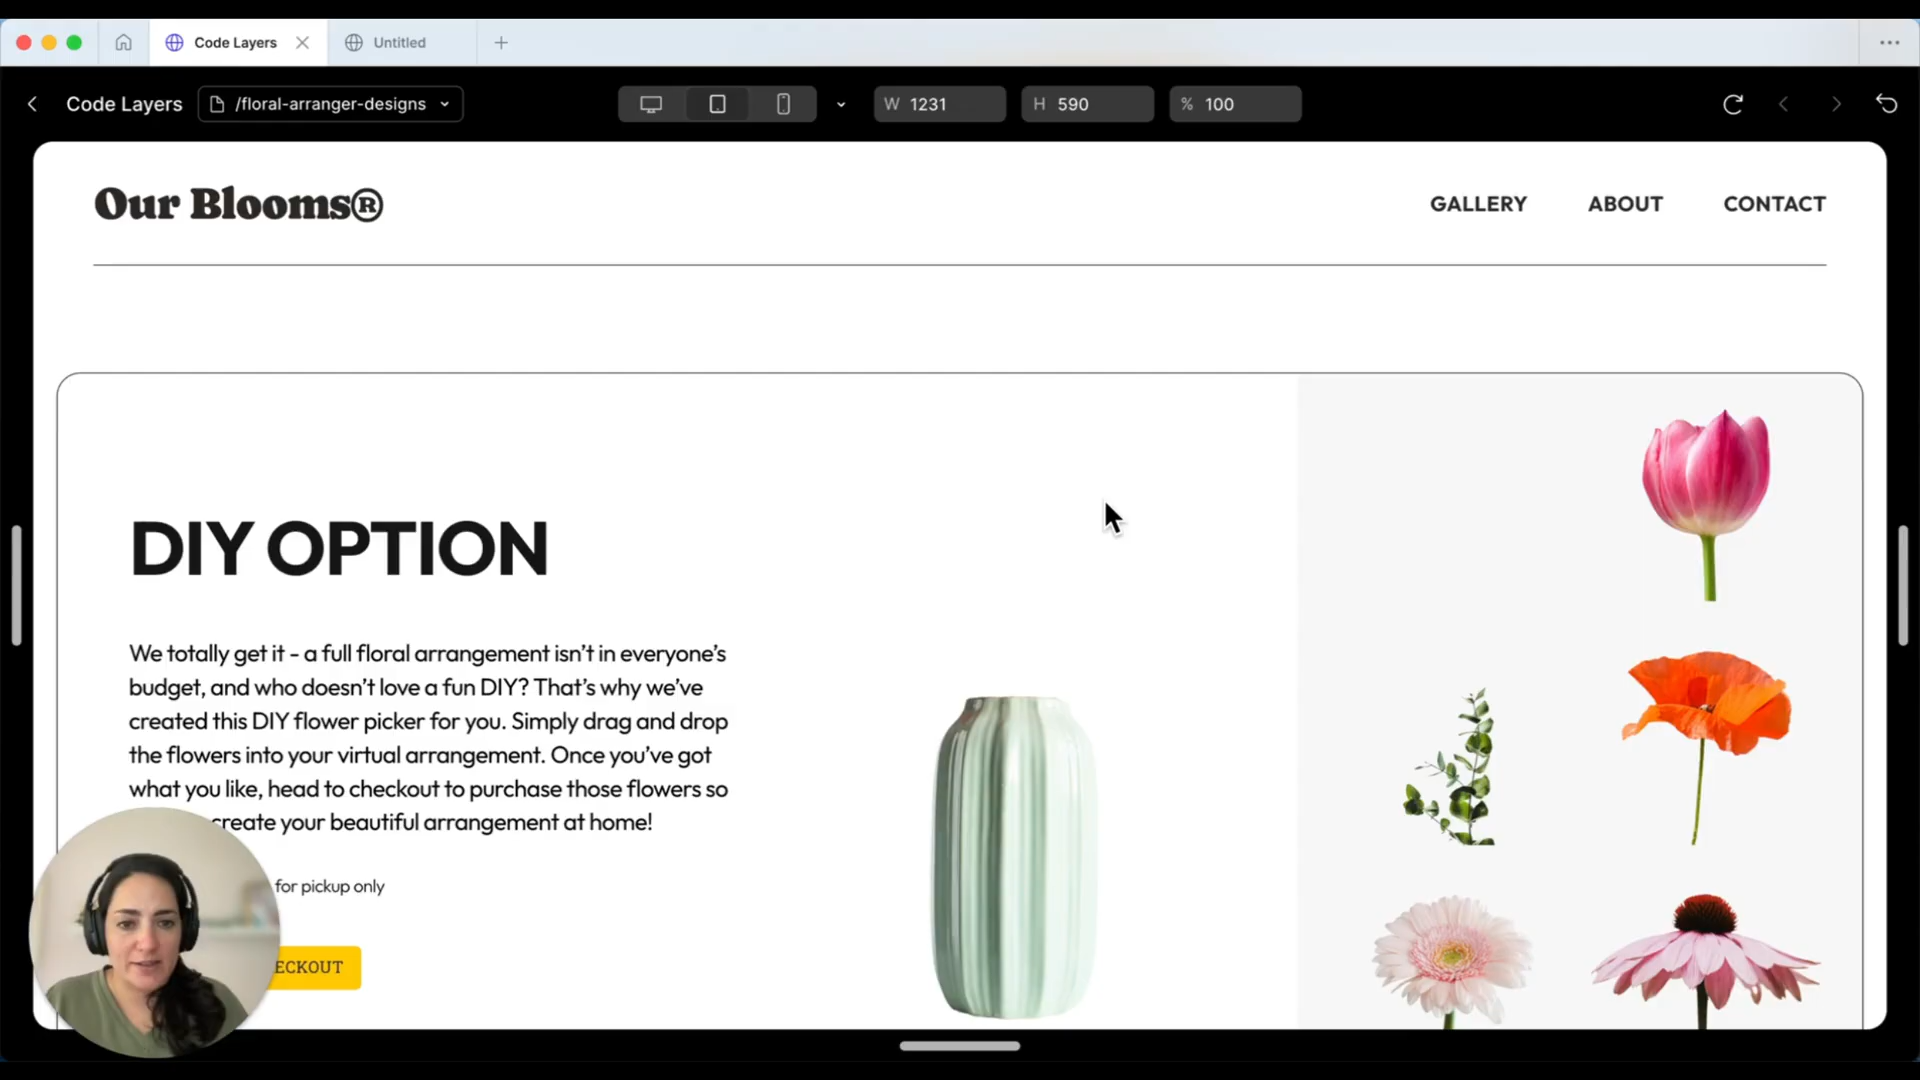 Code Layers
Untitled
Code Layers
/floral-arranger-designs
W 1231
H 590
% 100
Our Blooms®
GALLERY
ABOUT
CONTACT
DIY OPTION
We totally get it - a full floral arrangement isn't in everyone's
budget, and who doesn't love a fun DIY? That's why we've
created this DIY flower picker for you. Simply drag and drop
the flowers into your virtual arrangement. Once you've got
what you like, head to checkout to purchase those flowers so
create your beautiful arrangement at home!
for pickup only
ECKOUT